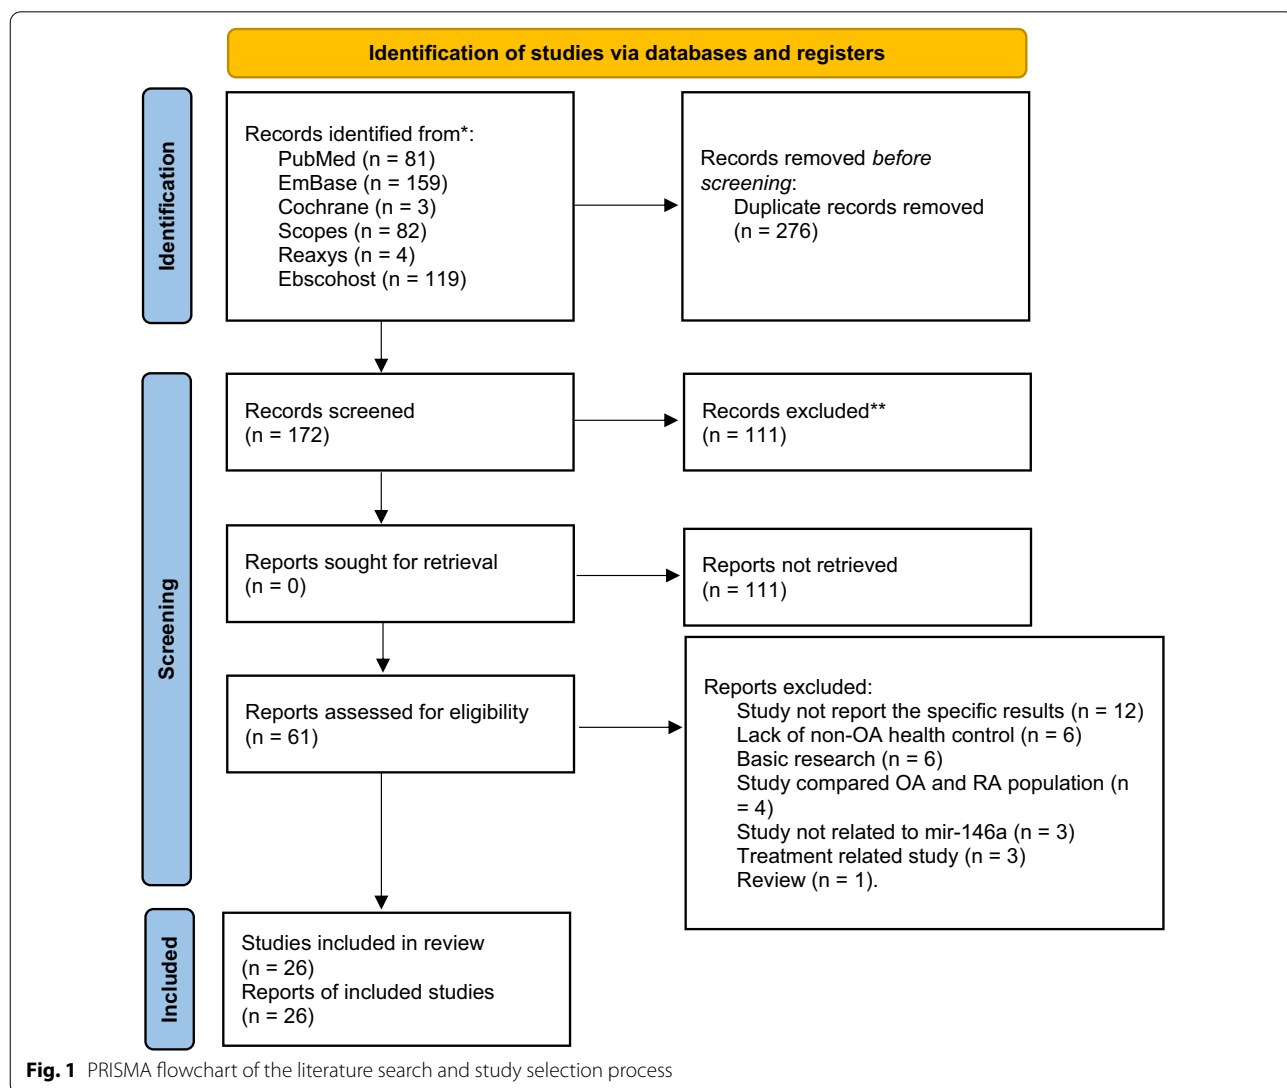 Identification of studies via databases and registers
Identification
Records identified from*:
PubMed (n = 81)
EmBase (n = 159)
Cochrane (n = 3)
Scopes (n = 82)
Reaxys (n = 4)
Ebscohost (n = 119)
Records removed before
screening:
Duplicate records removed
(n = 276)
Screening
Records screened
(n = 172)
Records excluded**
(n = 111)
Reports sought for retrieval
(n = 0)
Reports not retrieved
(n = 111)
Reports assessed for eligibility
(n = 61)
Reports excluded:
Study not report the specific results (n = 12)
Lack of non-OA health control (n = 6)
Basic research (n = 6)
Study compared OA and RA population (n
= 4)
Study not related to mir-146a (n = 3)
Treatment related study (n = 3)
Review (n = 1).
Included
Studies included in review
(n = 26)
Reports of included studies
(n = 26)
Fig. 1 PRISMA flowchart of the literature search and study selection process